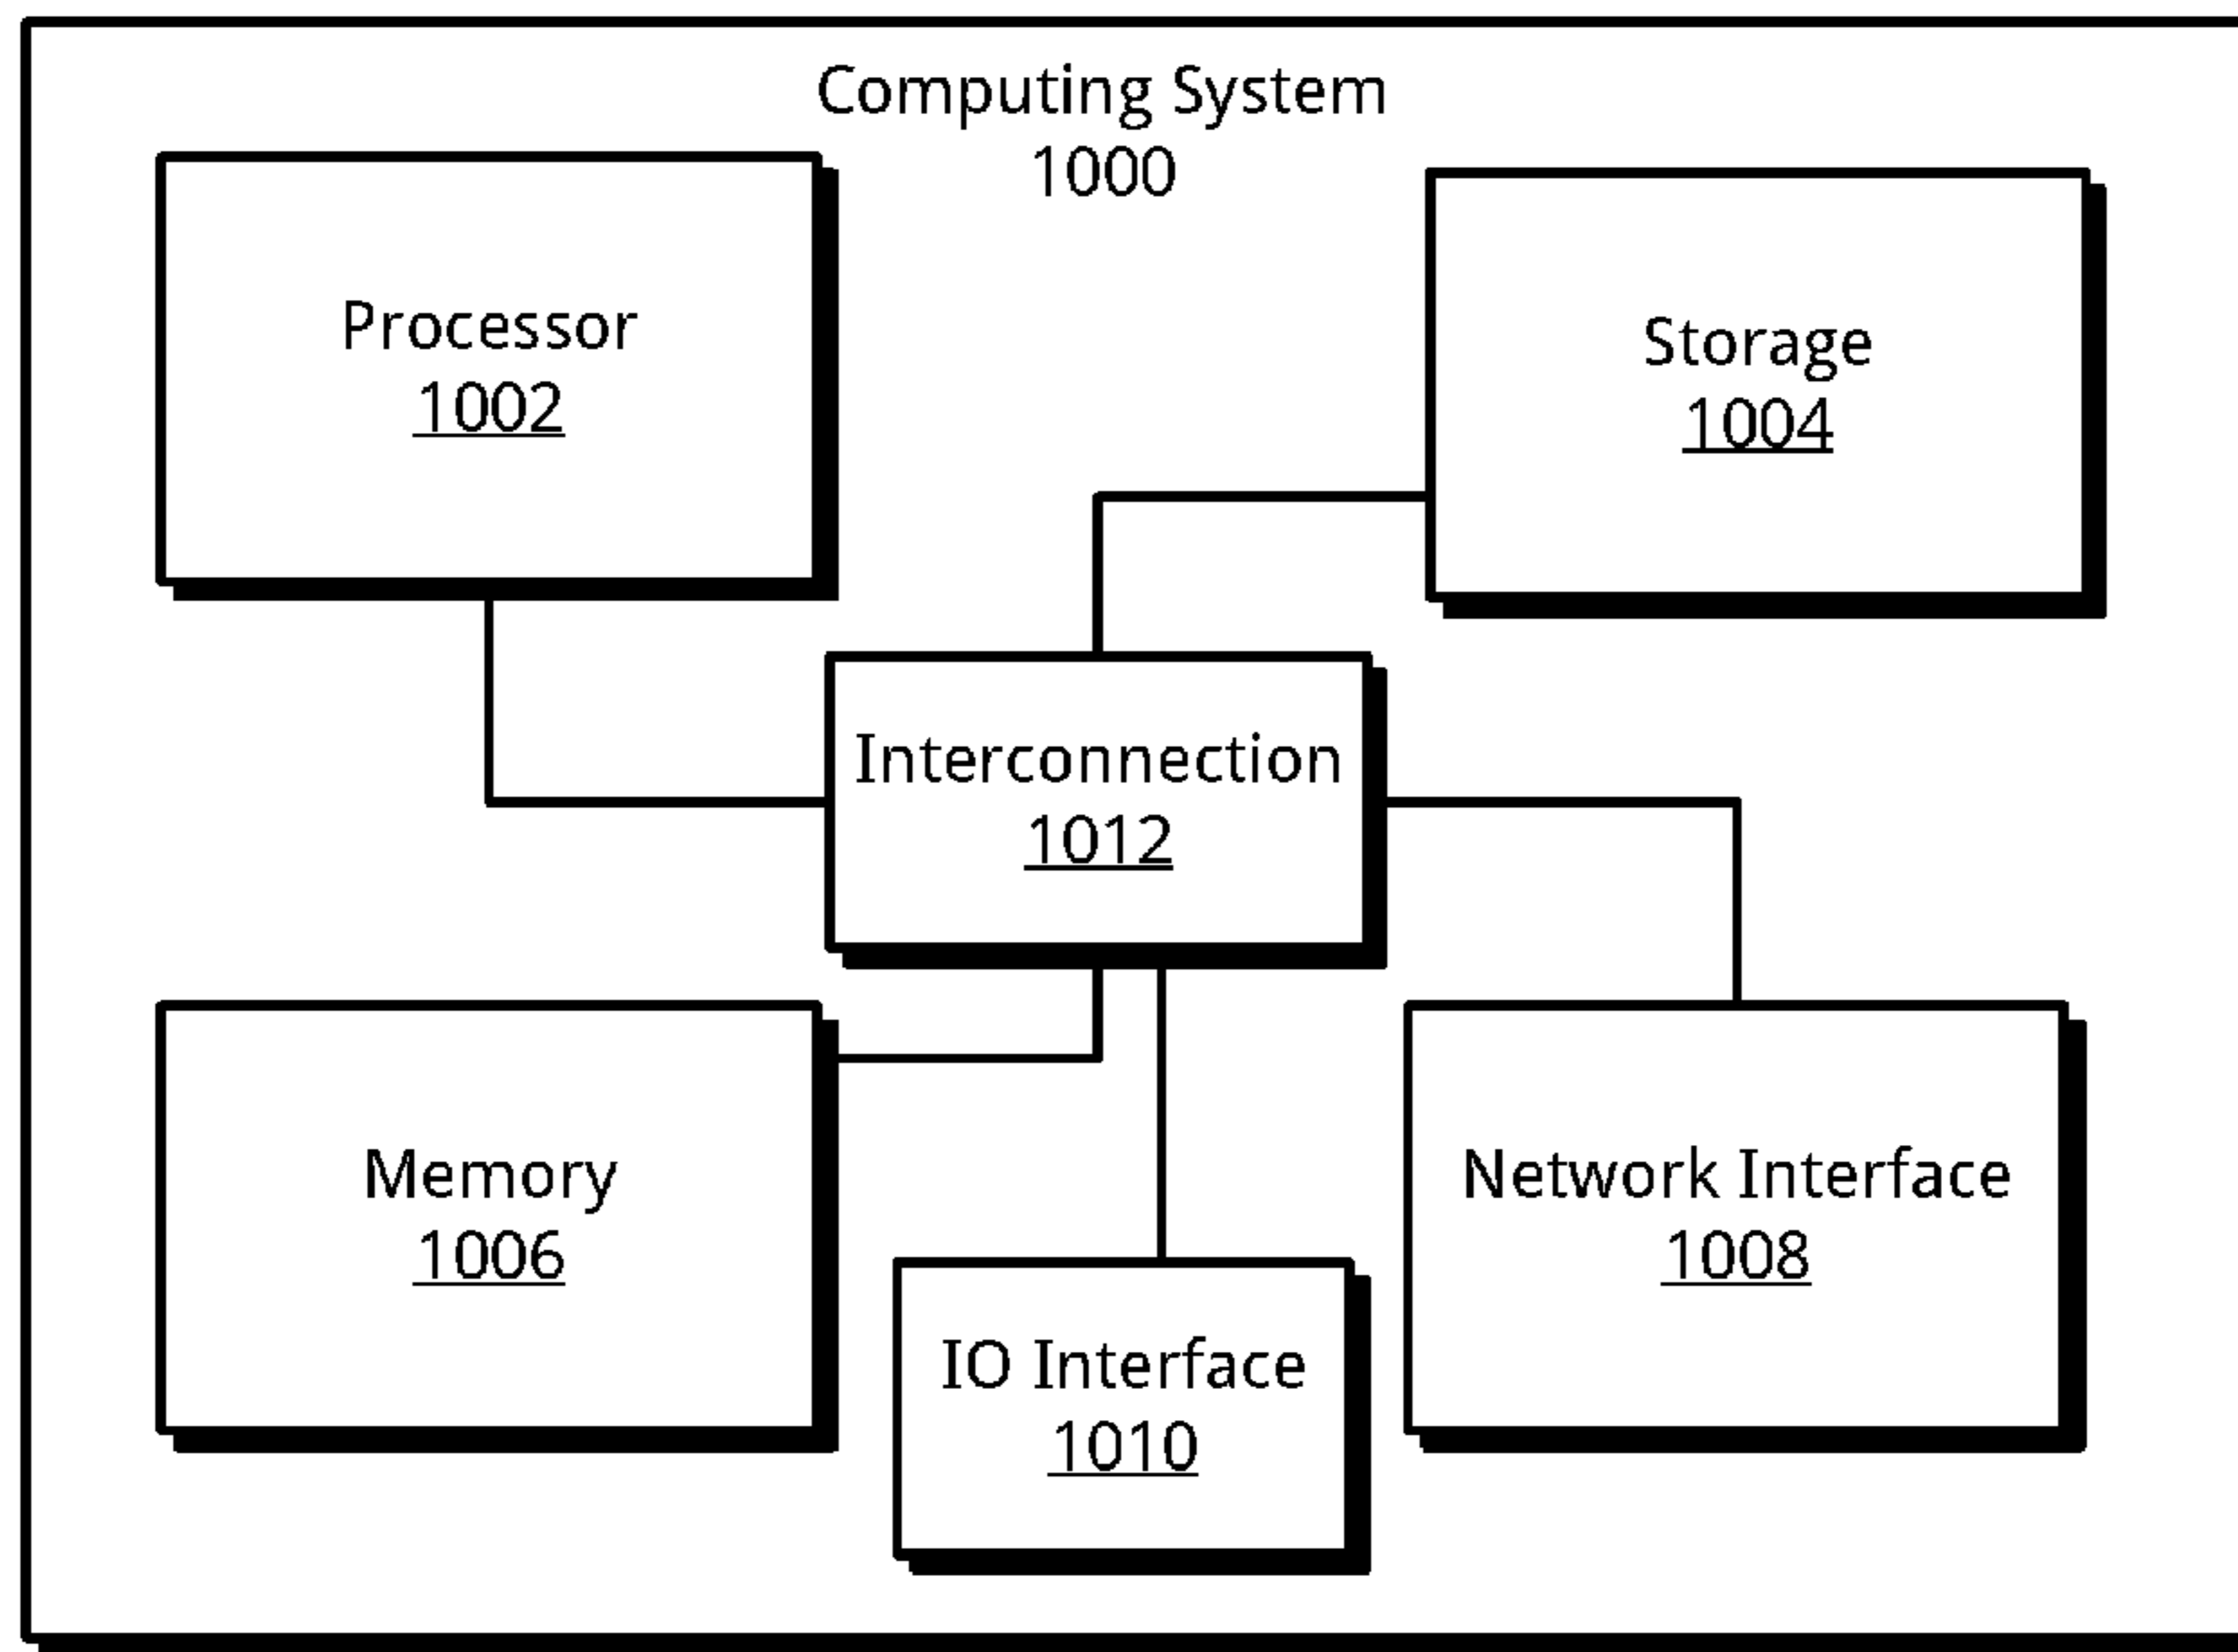 Computing System
1000
Processor
1002
Storage
1004
Interconnection
1012
Memory
1006
Network Interface
1008
IO Interface
1010